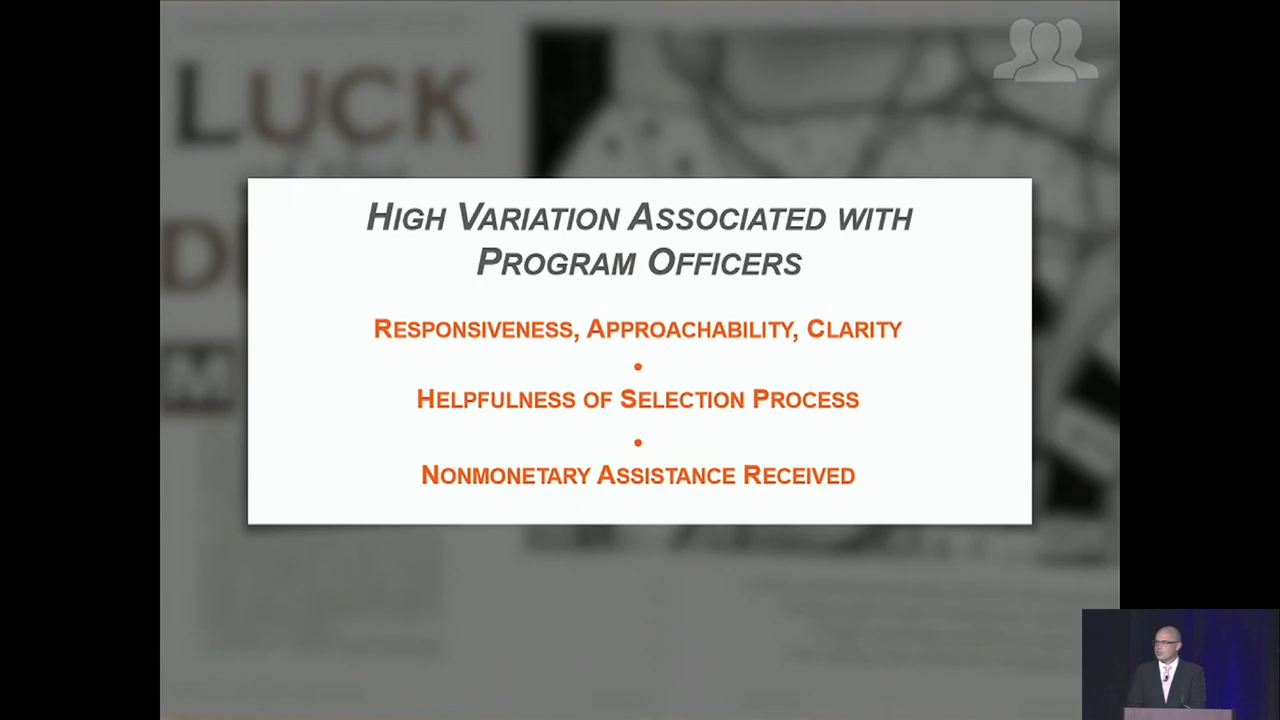 LUCK
D
M
HIGH VARIATION ASSOCIATED WITH
PROGRAM OFFICERS
RESPONSIVENESS, APPROACHABILITY, CLARITY
•
HELPFULNESS OF SELECTION PROCESS
•
NONMONETARY ASSISTANCE RECEIVED